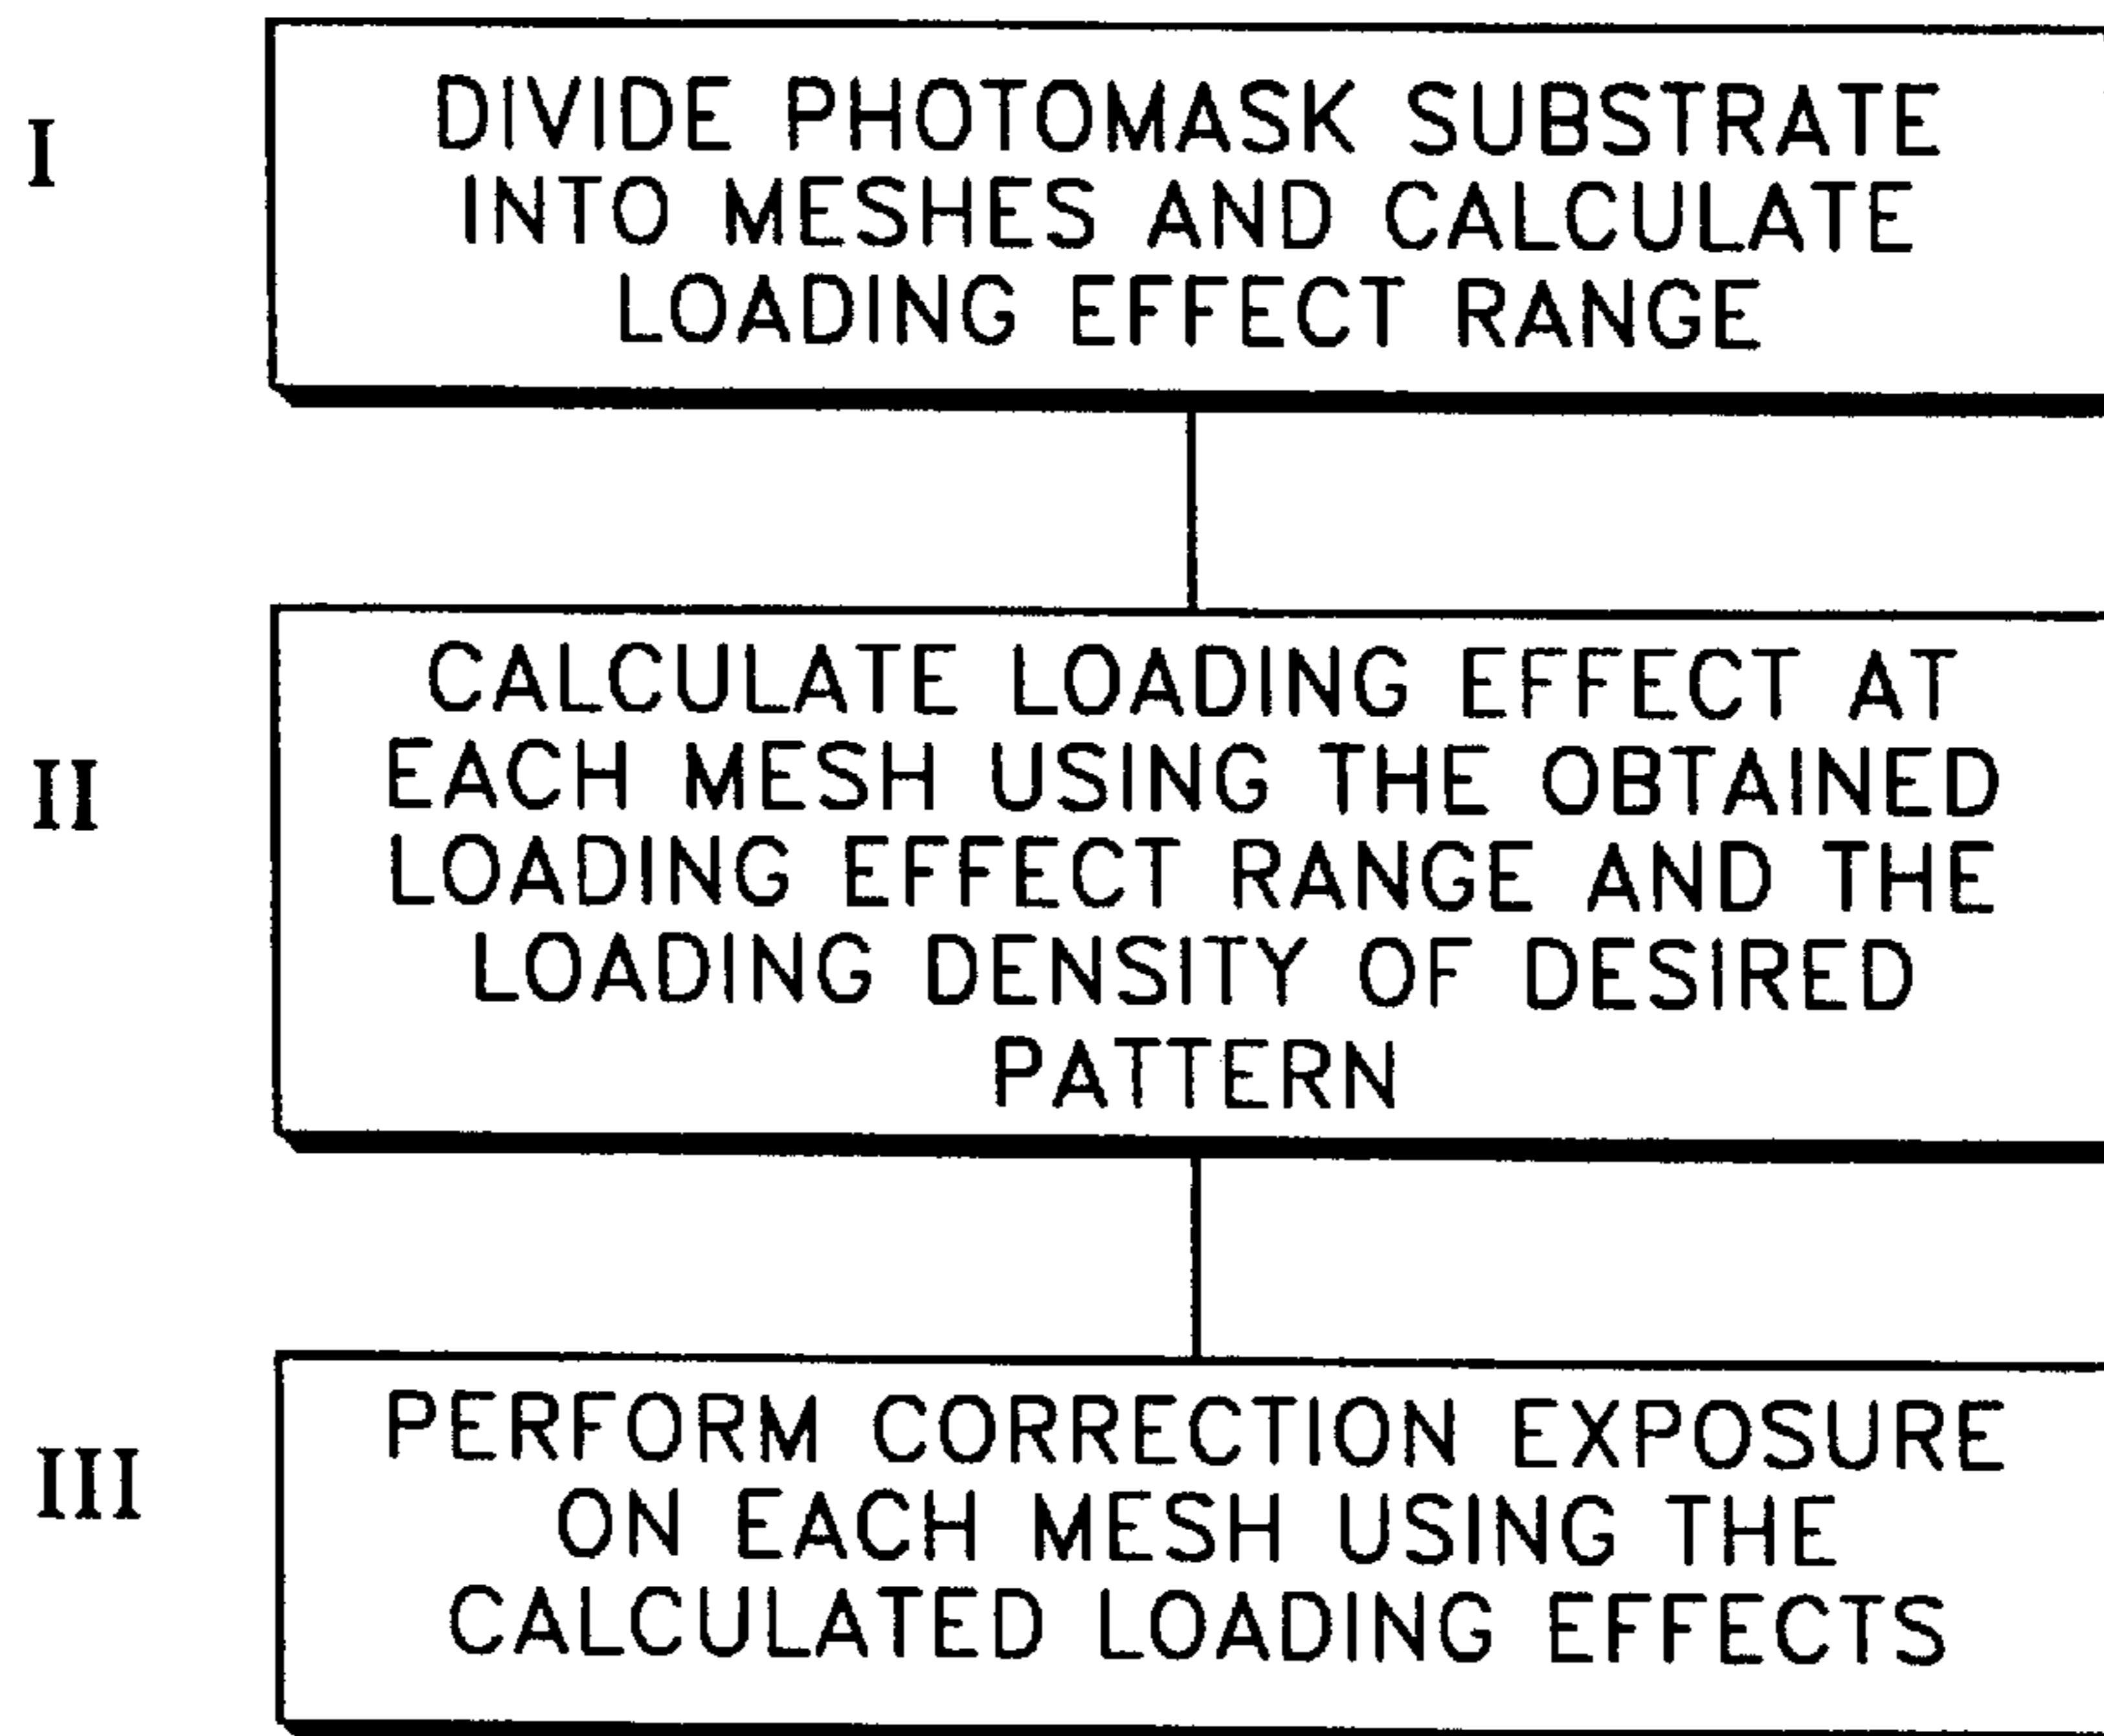 I
DIVIDE PHOTOMASK SUBSTRATE
INTO MESHES AND CALCULATE
LOADING EFFECT RANGE
II
CALCULATE LOADING EFFECT AT
EACH MESH USING THE OBTAINED
LOADING EFFECT RANGE AND THE
LOADING DENSITY OF DESIRED
PATTERN
III
PERFORM CORRECTION EXPOSURE
ON EACH MESH USING THE
CALCULATED LOADING EFFECTS